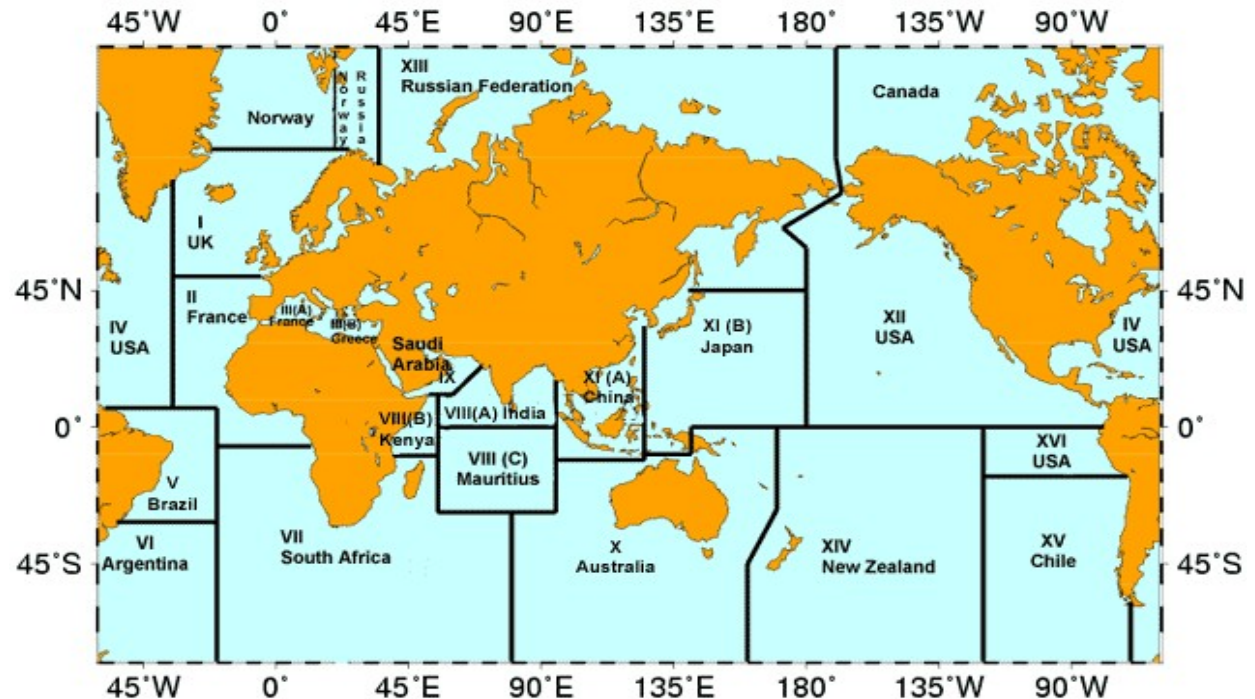 45˚W 0˚ 45˚E 90˚E 135˚E 180˚ 135˚W 90˚W
XIII
Russian Federation
Canada
Norway
Norway
Russia
I
UK
45˚N
45˚N
II
France
III(A)
France
III(B)
Greece
IV
USA
Saudi
Arabia
IX
XI (A)
China
XI (B)
Japan
XII
USA
IV
USA
0˚
0˚
VIII(B)
Kenya
VIII(A) India
VIII (C)
Mauritius
XVI
USA
V
Brazil
VI
Argentina
VII
South Africa
X
Australia
XIV
New Zealand
XV
Chile
45˚S
45˚S
45˚W 0˚ 45˚E 90˚E 135˚E 180˚ 135˚W 90˚W